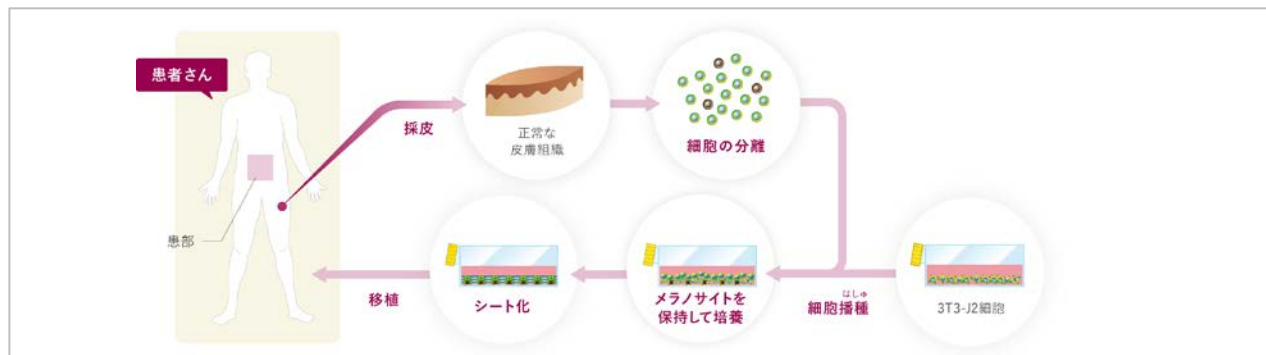 患者さん
採皮
正常な
皮膚組織
細胞の分離
患部
移植
シート化
メラノサイトを
保持して培養
はしゅ
細胞播種
3T3-J2細胞